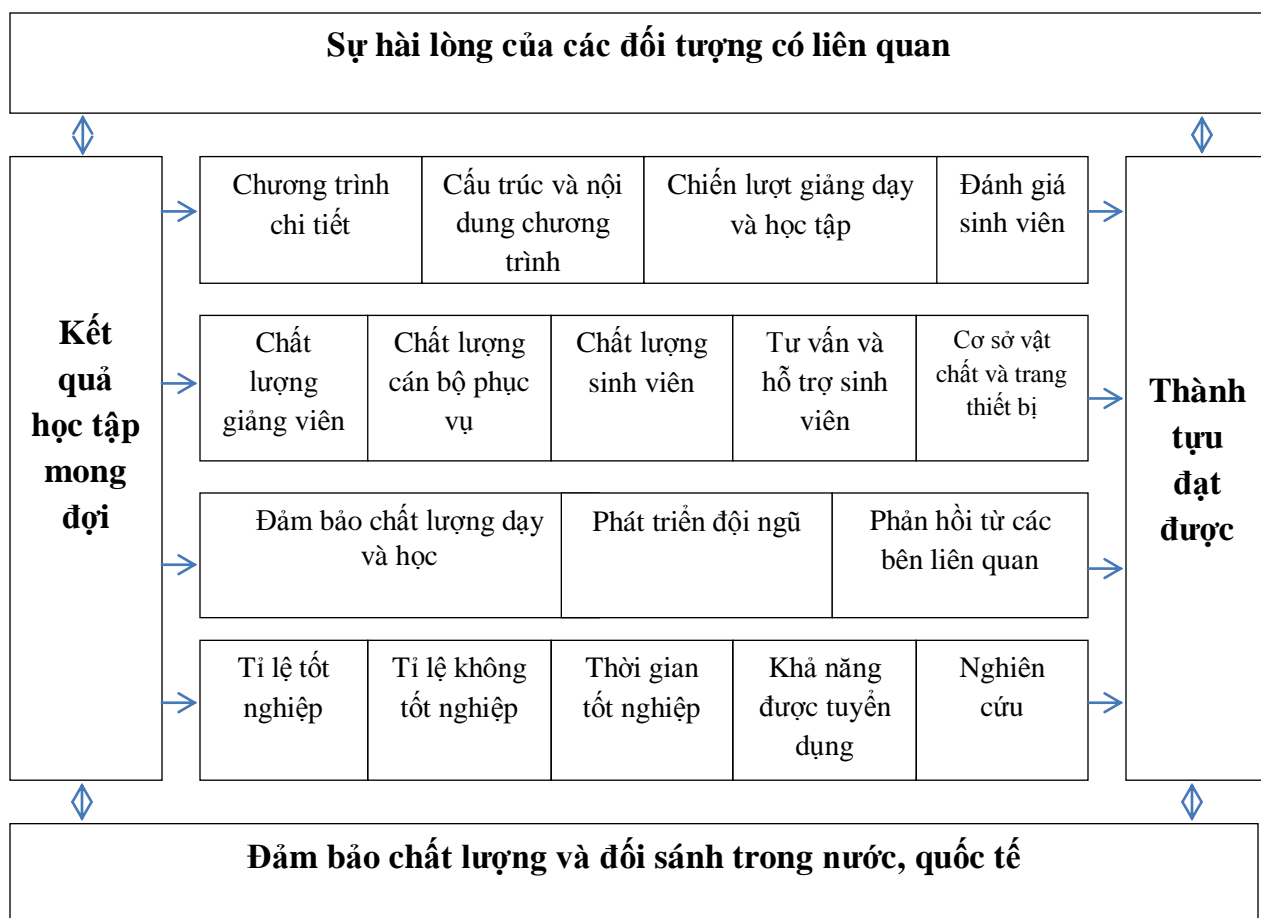 Sự hài lòng của các đối tượng có liên quan
Kết
quả
học tập
mong
đợi
Chương trình
chi tiết
Cấu trúc và nội
dung chương
trình
Chiến lượt giảng dạy
và học tập
Đánh giá
sinh viên
Chất
lượng
giảng viên
Chất lượng
cán bộ phục
vụ
Chất lượng
sinh viên
Tư vấn và
hỗ trợ sinh
viên
Cơ sở vật
chất và trang
thiết bị
Đảm bảo chất lượng dạy
và học
Phát triển đội ngũ
Phản hồi từ các
bên liên quan
Tỉ lệ tốt
nghiệp
Tỉ lệ không
tốt nghiệp
Thời gian
tốt nghiệp
Khả năng
được tuyển
dụng
Nghiên
cứu
Thành
tựu
đạt
được
Đảm bảo chất lượng và đối sánh trong nước, quốc tế